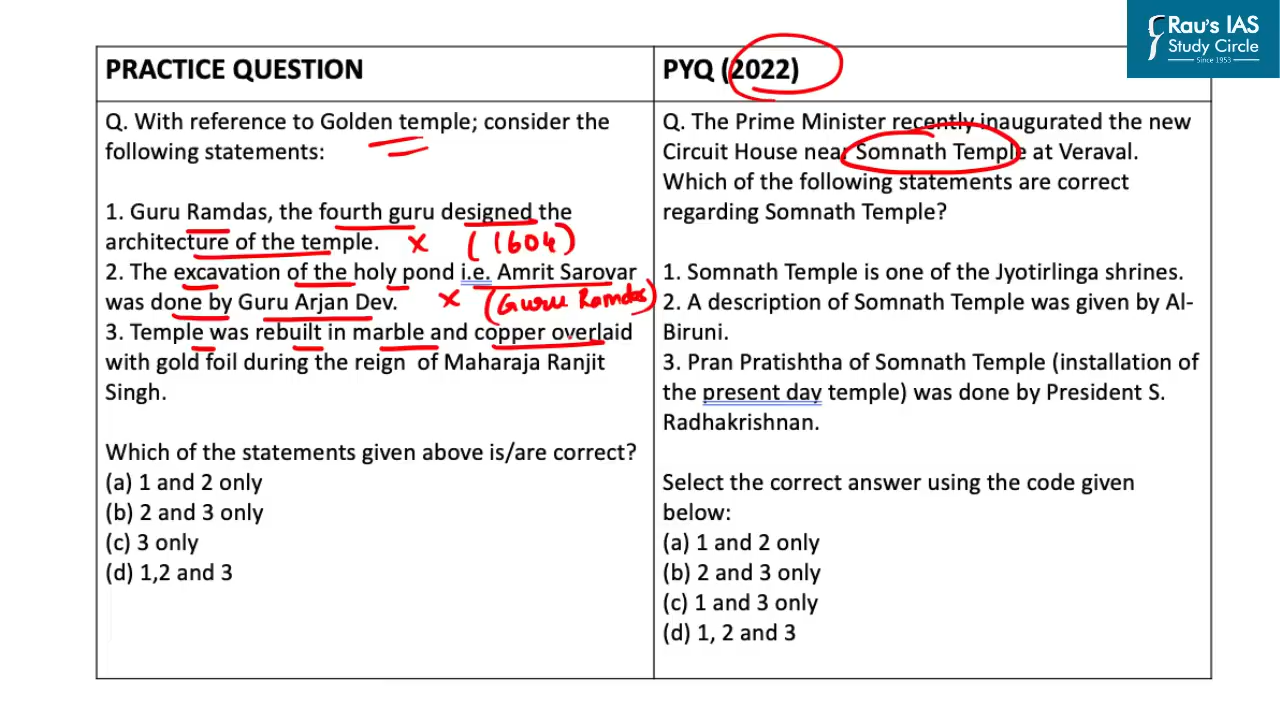 Rau's IAS
Study Circle
Since 1953
PRACTICE QUESTION
Q. With reference to Golden temple; consider the
following statements:
1. Guru Ramdas, the fourth guru designed the
architecture of the temple. x (1604)
2. The excavation of the holy pond i.e. Amrit Sarovar
was done by Guru Arjan Dev. x (Guru Ramdas)
3. Temple was rebuilt in marble and copper overlaid
with gold foil during the reign of Maharaja Ranjit
Singh.
Which of the statements given above is/are correct?
(a) 1 and 2 only
(b) 2 and 3 only
(c) 3 only
(d) 1,2 and 3
PYQ (2022)
Q. The Prime Minister recently inaugurated the new
Circuit House near Somnath Temple at Veraval.
Which of the following statements are correct
regarding Somnath Temple?
1. Somnath Temple is one of the Jyotirlinga shrines.
2. A description of Somnath Temple was given by Al-
Biruni.
3. Pran Pratishtha of Somnath Temple (installation of
the present day temple) was done by President S.
Radhakrishnan.
Select the correct answer using the code given
below:
(a) 1 and 2 only
(b) 2 and 3 only
(c) 1 and 3 only
(d) 1, 2 and 3